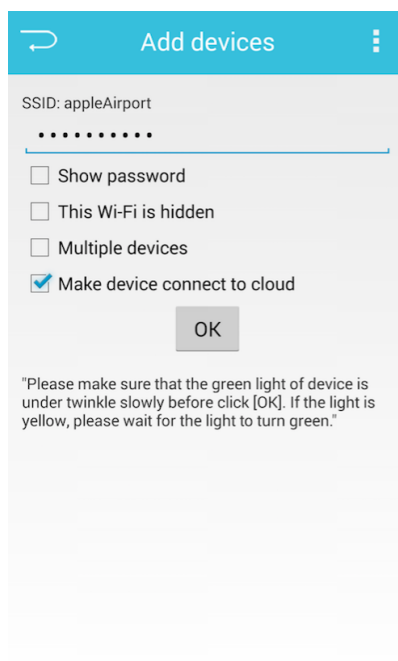 Add devices
SSID: appleAirport
••••••••••
Show password
This Wi-Fi is hidden
Multiple devices
Make device connect to cloud
OK
"Please make sure that the green light of device is
under twinkle slowly before click [OK]. If the light is
yellow, please wait for the light to turn green."